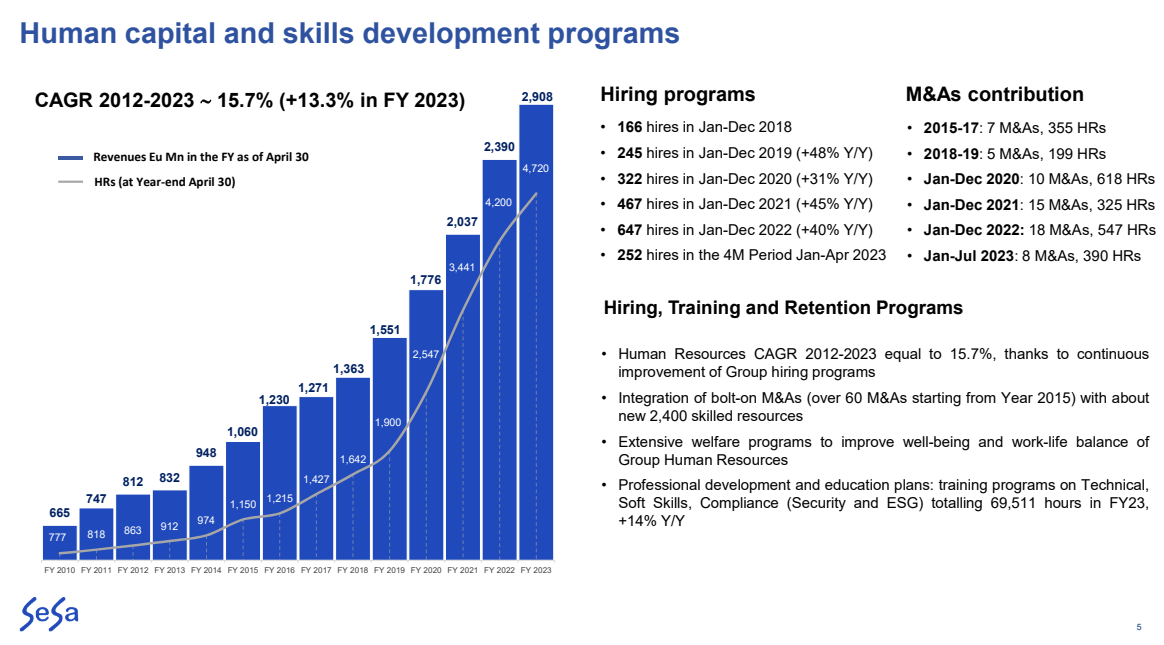 Human capital and skills development programs
CAGR 2012-2023 ~ 15.7% (+13.3% in FY 2023)
Revenues Eu Mn in the FY as of April 30
HRs (at Year-end April 30)
665
747
812
832
948
1,060
1,230
1,271
1,363
1,551
1,776
2,037
2,390
2,908
777
818
863
912
974
1,150
1,215
1,427
1,642
1,900
2,547
3,441
4,200
4,720
FY 2010 FY 2011 FY 2012 FY 2013 FY 2014 FY 2015 FY 2016 FY 2017 FY 2018 FY 2019 FY 2020 FY 2021 FY 2022 FY 2023
Hiring programs
• 166 hires in Jan-Dec 2018
• 245 hires in Jan-Dec 2019 (+48% Y/Y)
• 322 hires in Jan-Dec 2020 (+31% Y/Y)
• 467 hires in Jan-Dec 2021 (+45% Y/Y)
• 647 hires in Jan-Dec 2022 (+40% Y/Y)
• 252 hires in the 4M Period Jan-Apr 2023
M&As contribution
• 2015-17: 7 M&As, 355 HRs
• 2018-19: 5 M&As, 199 HRs
• Jan-Dec 2020: 10 M&As, 618 HRs
• Jan-Dec 2021: 15 M&As, 325 HRs
• Jan-Dec 2022: 18 M&As, 547 HRs
• Jan-Jul 2023: 8 M&As, 390 HRs
Hiring, Training and Retention Programs
• Human Resources CAGR 2012-2023 equal to 15.7%, thanks to continuous
improvement of Group hiring programs
• Integration of bolt-on M&As (over 60 M&As starting from Year 2015) with about
new 2,400 skilled resources
• Extensive welfare programs to improve well-being and work-life balance of
Group Human Resources
• Professional development and education plans: training programs on Technical,
Soft Skills, Compliance (Security and ESG) totalling 69,511 hours in FY23,
+14% Y/Y
SeSa
5